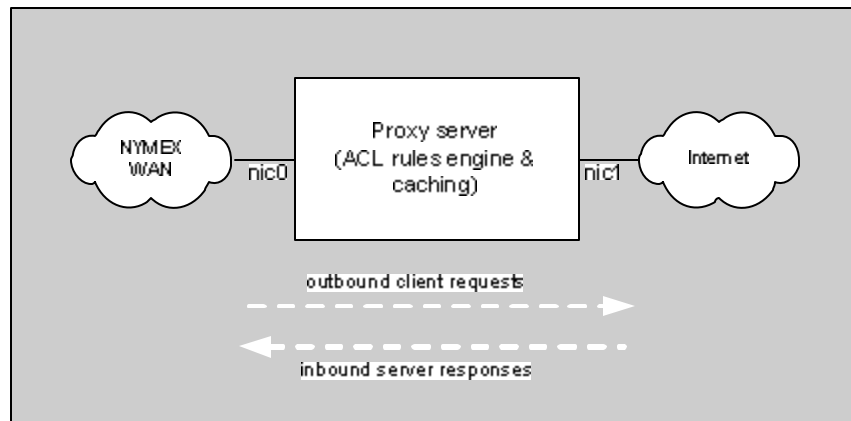 NYMEX
WAN
nic0
Proxy server
(ACL rules engine &
caching)
nic1
Internet
outbound client requests
inbound server responses